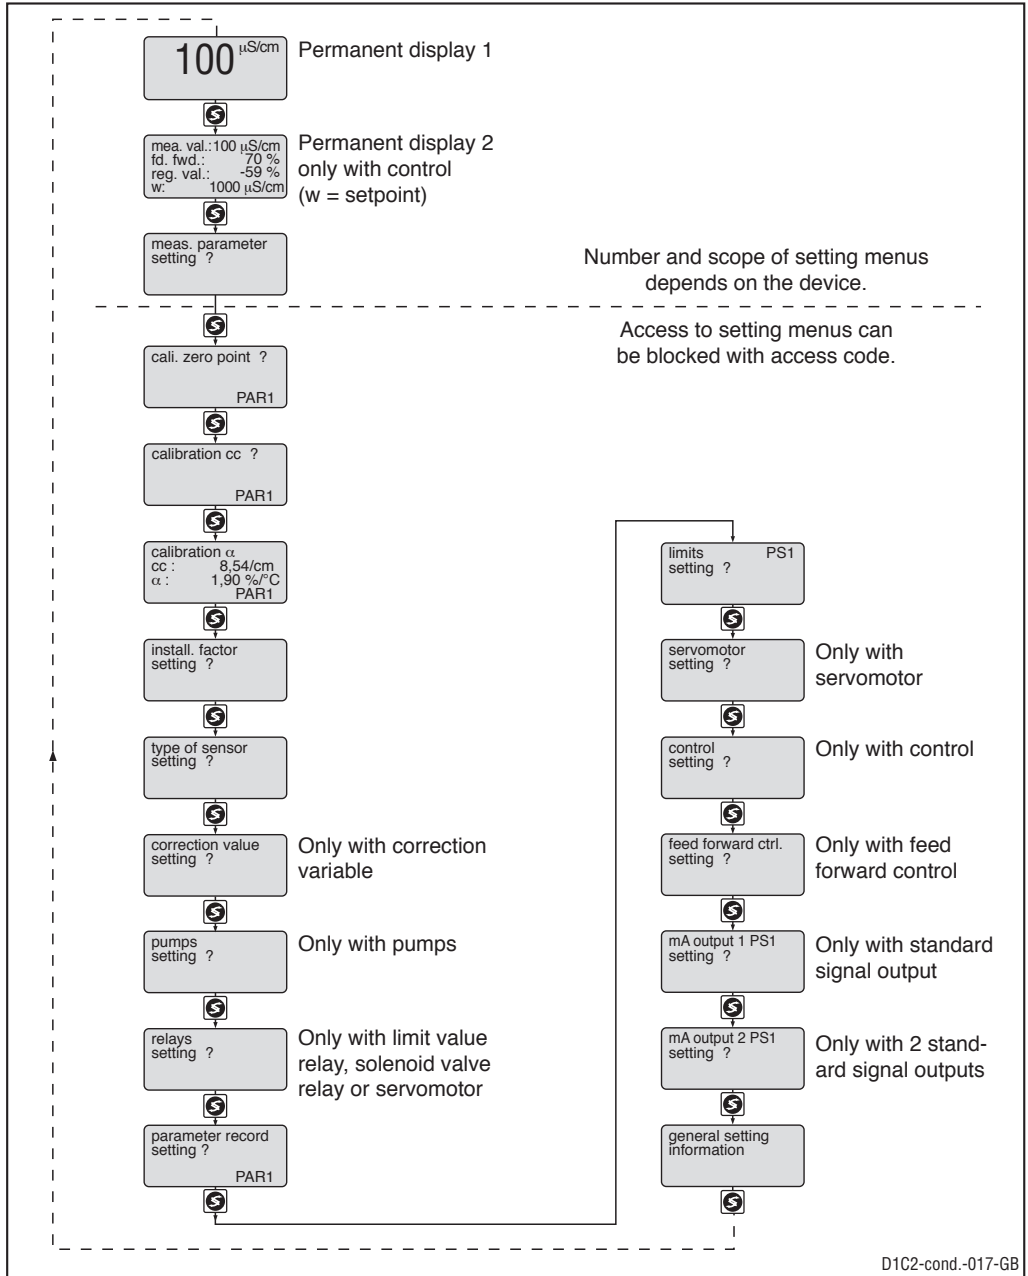 100 µS/cm
Permanent display 1
mea. val.:100 µS/cm
fd. fwd.: 70 %
reg. val.: -59 %
w: 1000 µS/cm
Permanent display 2
only with control
(w = setpoint)
meas. parameter
setting ?
Number and scope of setting menus
depends on the device.
Access to setting menus can
be blocked with access code.
cali. zero point ?
PAR1
calibration cc ?
PAR1
calibration α
cc : 8,54/cm
α : 1,90 %/°C
PAR1
install. factor
setting ?
type of sensor
setting ?
correction value
setting ?
Only with correction
variable
pumps
setting ?
Only with pumps
relays
setting ?
Only with limit value
relay, solenoid valve
relay or servomotor
parameter record
setting ?
PAR1
limits PS1
setting ?
servomotor
setting ?
Only with
servomotor
control
setting ?
Only with control
feed forward ctrl.
setting ?
Only with feed
forward control
mA output 1 PS1
setting ?
Only with standard
signal output
mA output 2 PS1
setting ?
Only with 2 stand-
ard signal outputs
general setting
information
D1C2-cond.-017-GB